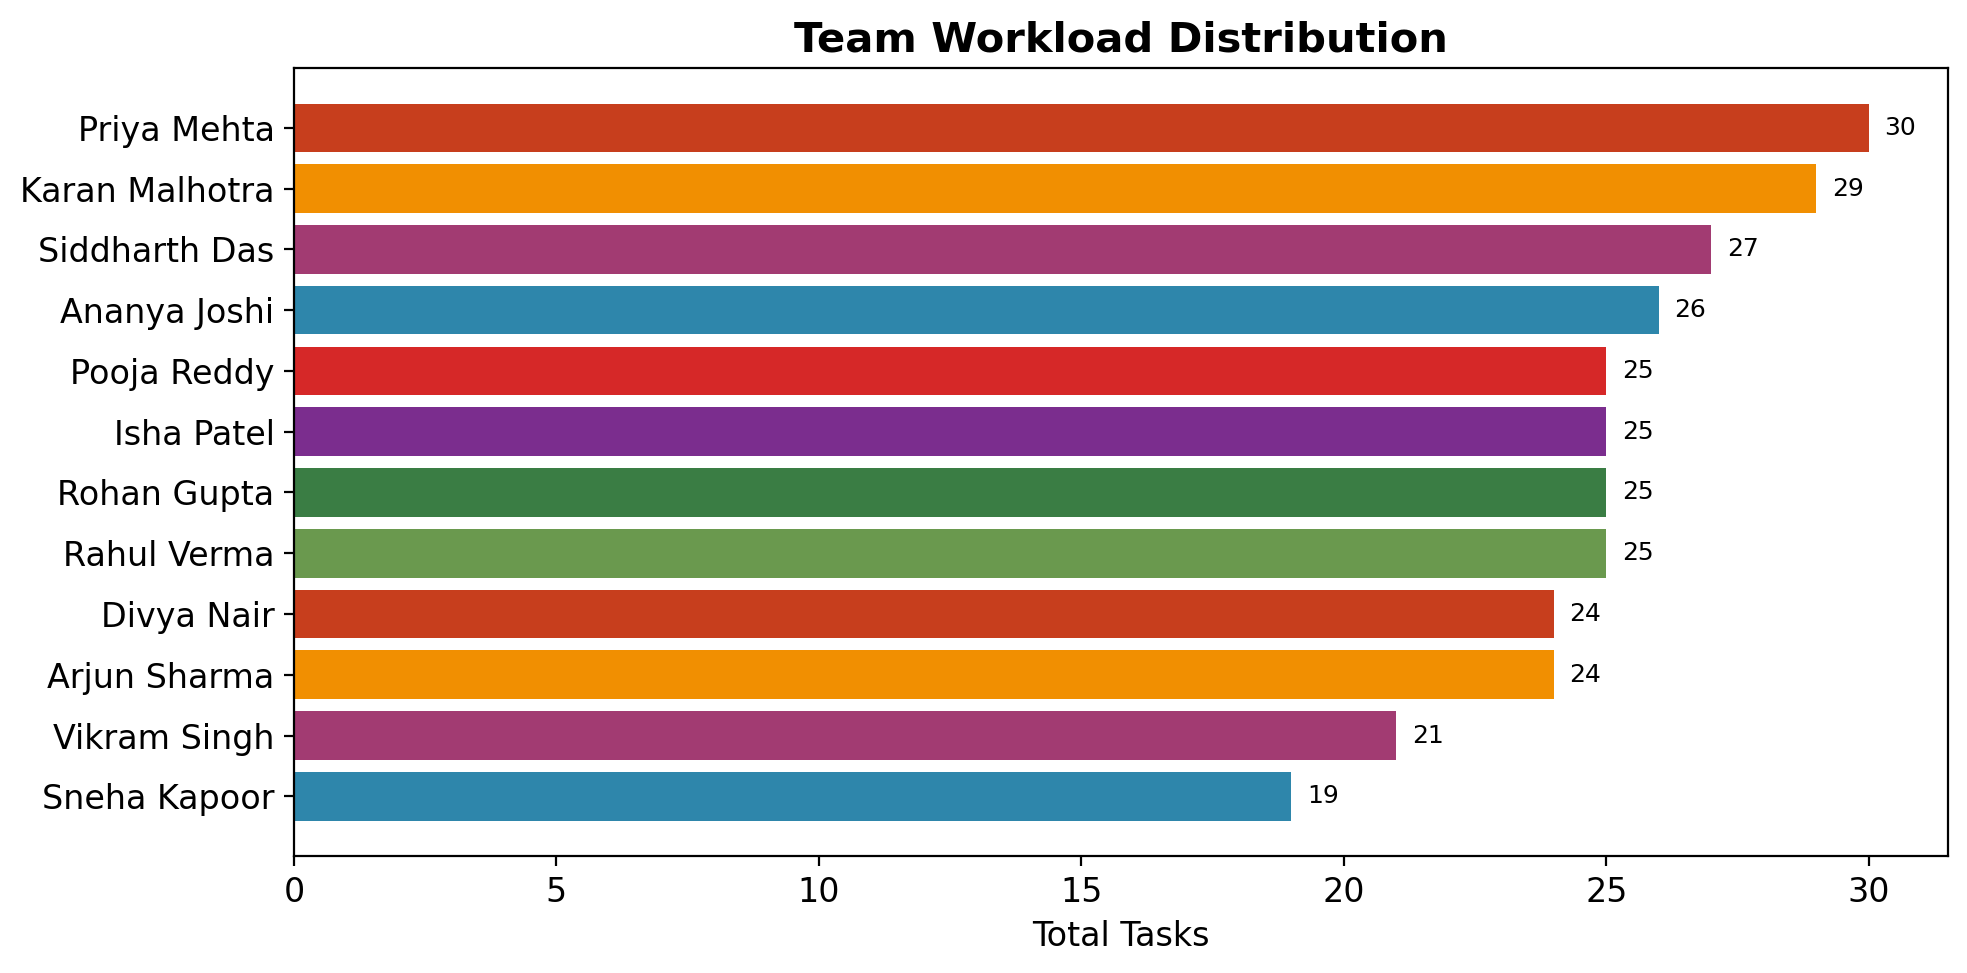 Team Workload Distribution
Priya Mehta 30
Karan Malhotra 29
Siddharth Das 27
Ananya Joshi 26
Pooja Reddy 25
Isha Patel 25
Rohan Gupta 25
Rahul Verma 25
Divya Nair 24
Arjun Sharma 24
Vikram Singh 21
Sneha Kapoor 19
0 5 10 15 20 25 30
Total Tasks